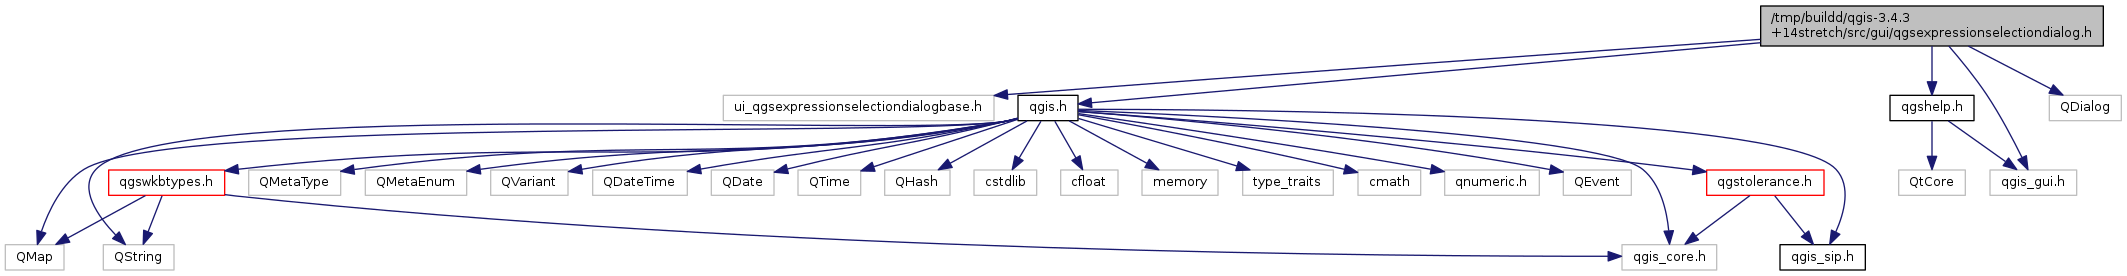 /tmp/buildd/qgis-3.4.3
+14stretch/src/gui/qgsexpressionselectiondialog.h
ui_qgsexpressionselectiondialogbase.h
qgis.h
qgshelp.h
QDialog
qgswkbtypes.h
QMetaType
QMetaEnum
QVariant
QDateTime
QDate
QTime
QHash
cstdlib
cfloat
memory
type_traits
cmath
qnumeric.h
QEvent
qgstolerance.h
QtCore
qgis_gui.h
QMap
QString
qgis_core.h
qgis_sip.h